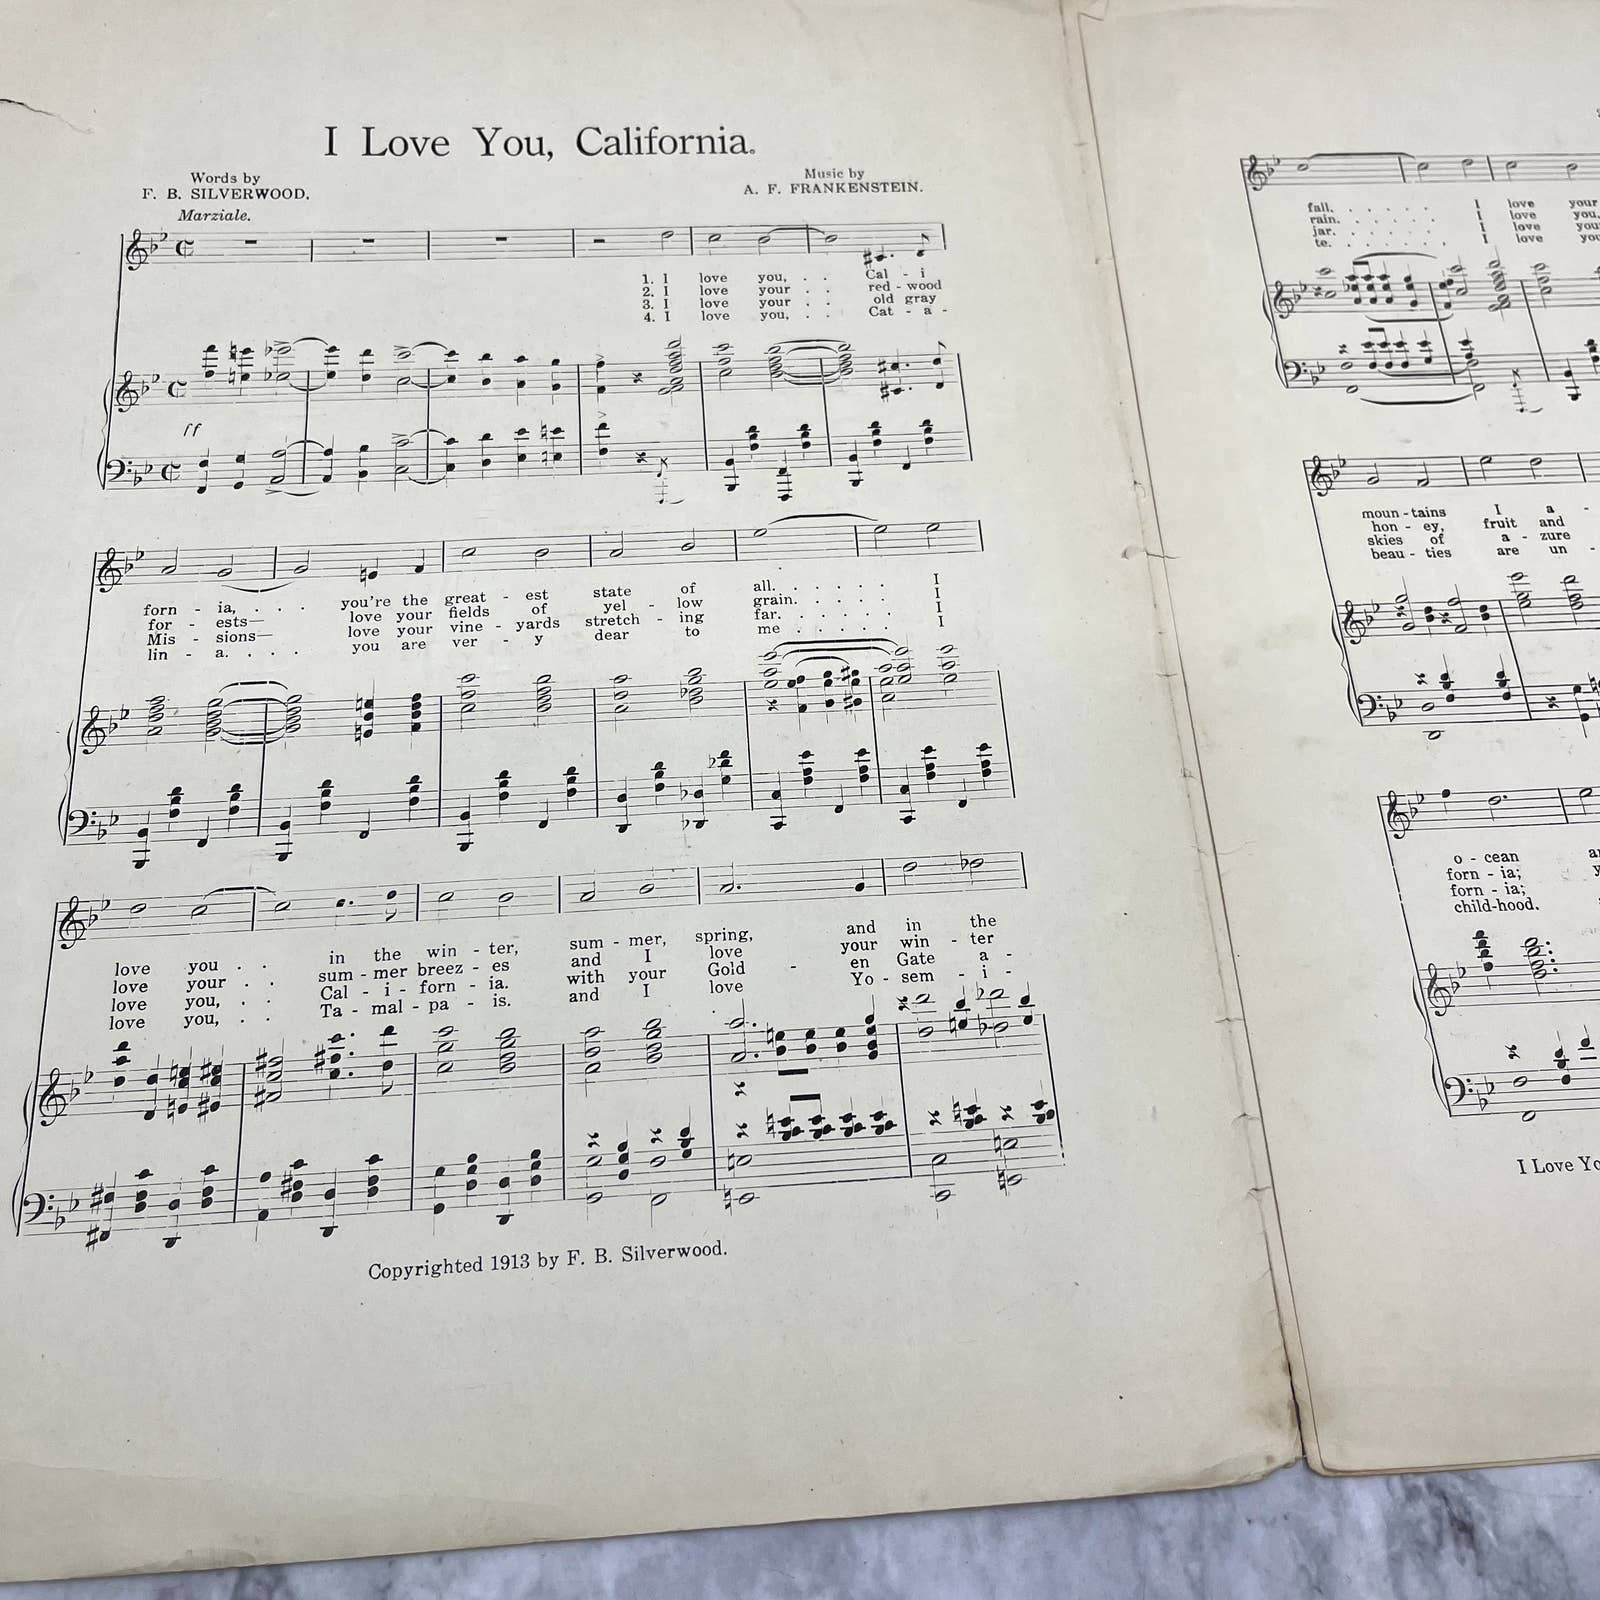 I Love You, California.
Words by
F. B. SILVERWOOD.
Music by
A. F. FRANKENSTEIN.
Marziale.
1. I love you, . . Cal - i
2. I love your . . red - wood
3. I love your . . old gray
4. I love you, . . Cat - a -
ff
forn - ia, . . . you're the great - est state of all. . . . . . I
for - ests— love your fields of yel - low grain. . . . . . I
Mis - sions— love your vine - yards stretch - ing far. . . . . . I
lin - a. . . . you are ver - y dear to me . . . . . I
love you . . in the win - ter, sum - mer, spring, and in the
love your . . sum - mer breez - es and I love your win - ter
love you, . . Cal - i - forn - ia. with your Gold - en Gate a -
love you, . . Ta - mal - pa - is. and I love Yo - sem - i -
Copyrighted 1913 by F. B. Silverwood.
fall. . . . . . I love your
rain. . . . . . I love you,
jar. . . . . . I love
te. . . . . . I love
moun - tains I a -
hon - ey, fruit and
skies of a - zure
beau - ties are un -
o - cean
forn - ia;
forn - ia;
child-hood.
I Love